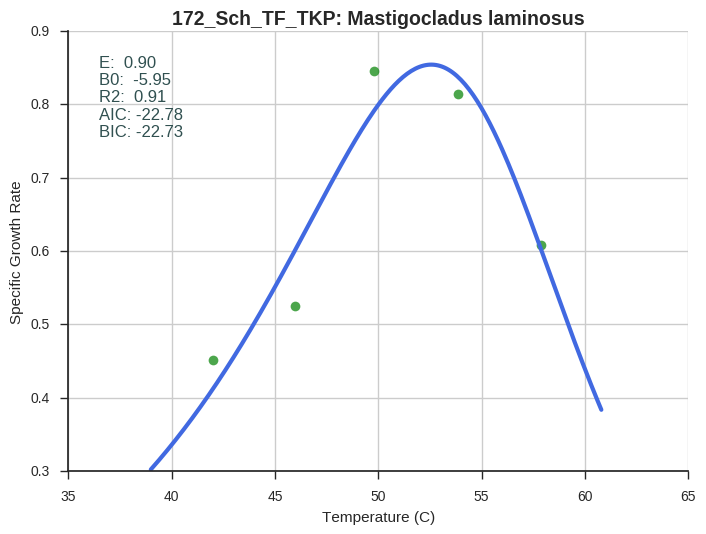 172_Sch_TF_TKP: Mastigocladus laminosus
0.9
E:  0.90
B0:  -5.95
R2:  0.91
AIC: -22.78
BIC: -22.73
0.8
0.7
0.6
0.5
0.4
0.3
Specific Growth Rate
35 40 45 50 55 60 65
Temperature (C)